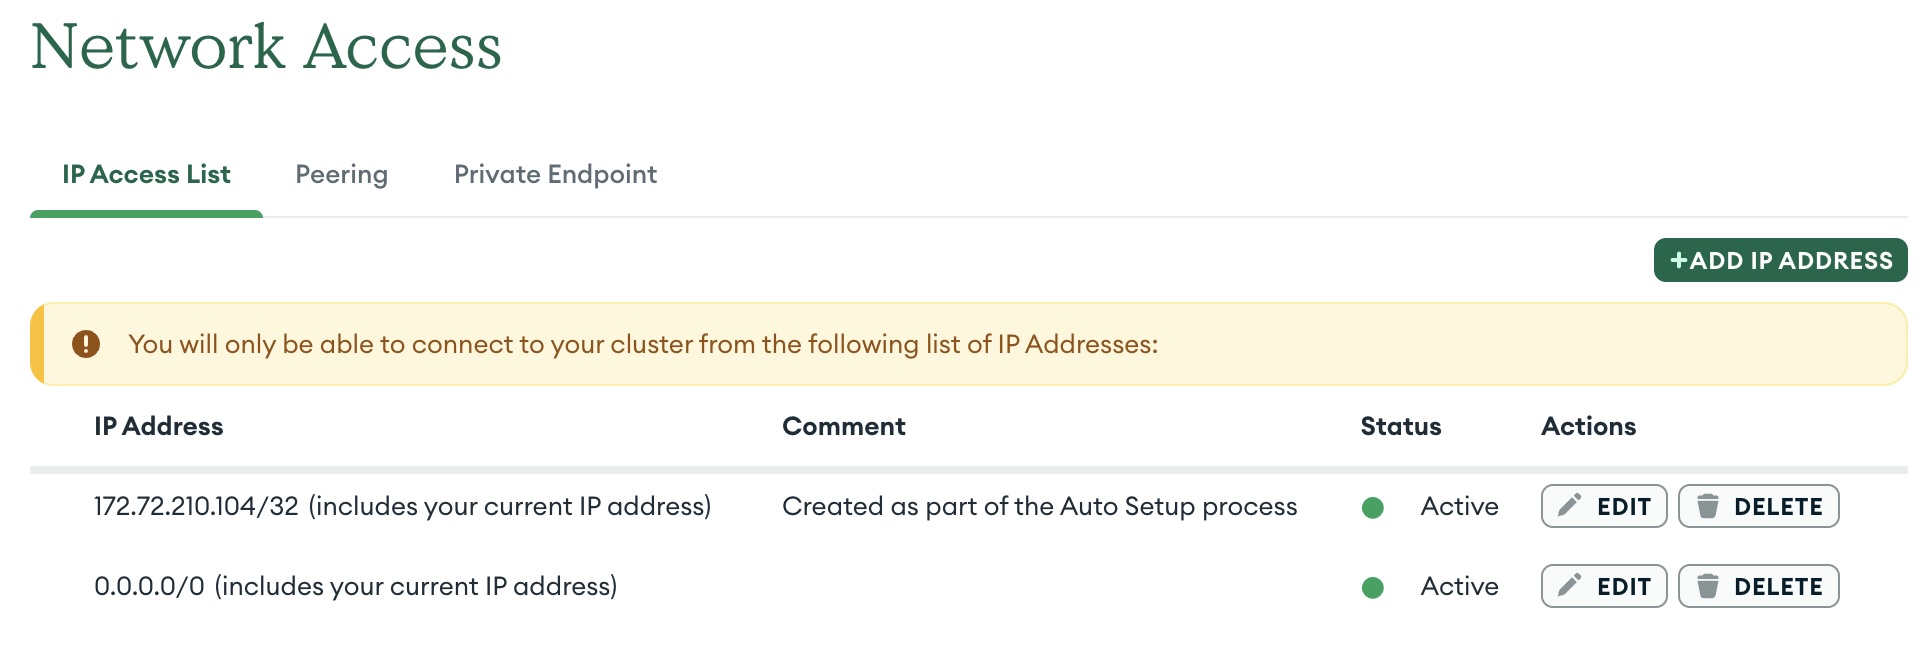 Network Access
IP Access List Peering Private Endpoint
+ADD IP ADDRESS
You will only be able to connect to your cluster from the following list of IP Addresses:
IP Address Comment Status Actions
172.72.210.104/32 (includes your current IP address) Created as part of the Auto Setup process Active EDIT DELETE
0.0.0.0/0 (includes your current IP address) Active EDIT DELETE